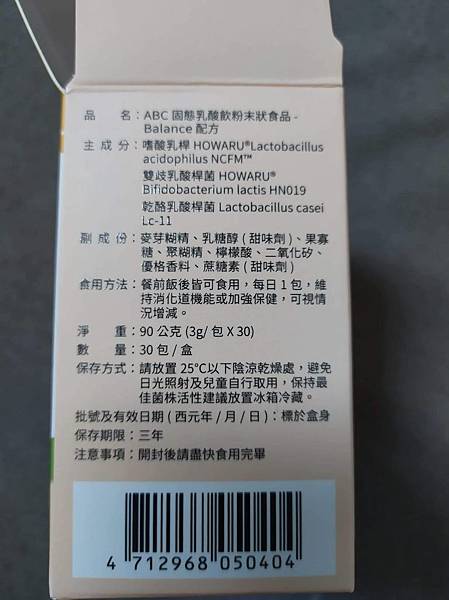 品　　名：ABC 固態乳酸飲粉末狀食品 -
Balance 配方
主 成 分：嗜酸乳桿 HOWARU®Lactobacillus
acidophilus NCFM™
雙歧乳酸桿菌 HOWARU®
Bifidobacterium lactis HN019
乾酪乳酸桿菌 Lactobacillus casei
Lc-11
副 成 份：麥芽糊精、乳糖醇 ( 甜味劑 )、果寡
糖、聚糊精、檸檬酸、二氧化矽、
優格香料、蔗糖素 ( 甜味劑 )
食用方法：餐前飯後皆可食用，每日 1 包，維
持消化道機能或加強保健，可視情
況增減。
淨　　重：90 公克 (3g/ 包 X 30)
數　　量：30 包 / 盒
保存方式：請放置 25℃以下陰涼乾燥處，避免
日光照射及兒童自行取用，保持最
佳菌株活性建議放置冰箱冷藏。
批號及有效日期 ( 西元年 / 月 / 日 )：標於盒身
保存期限：三年
注意事項：開封後請盡快食用完畢
4 712968 050404